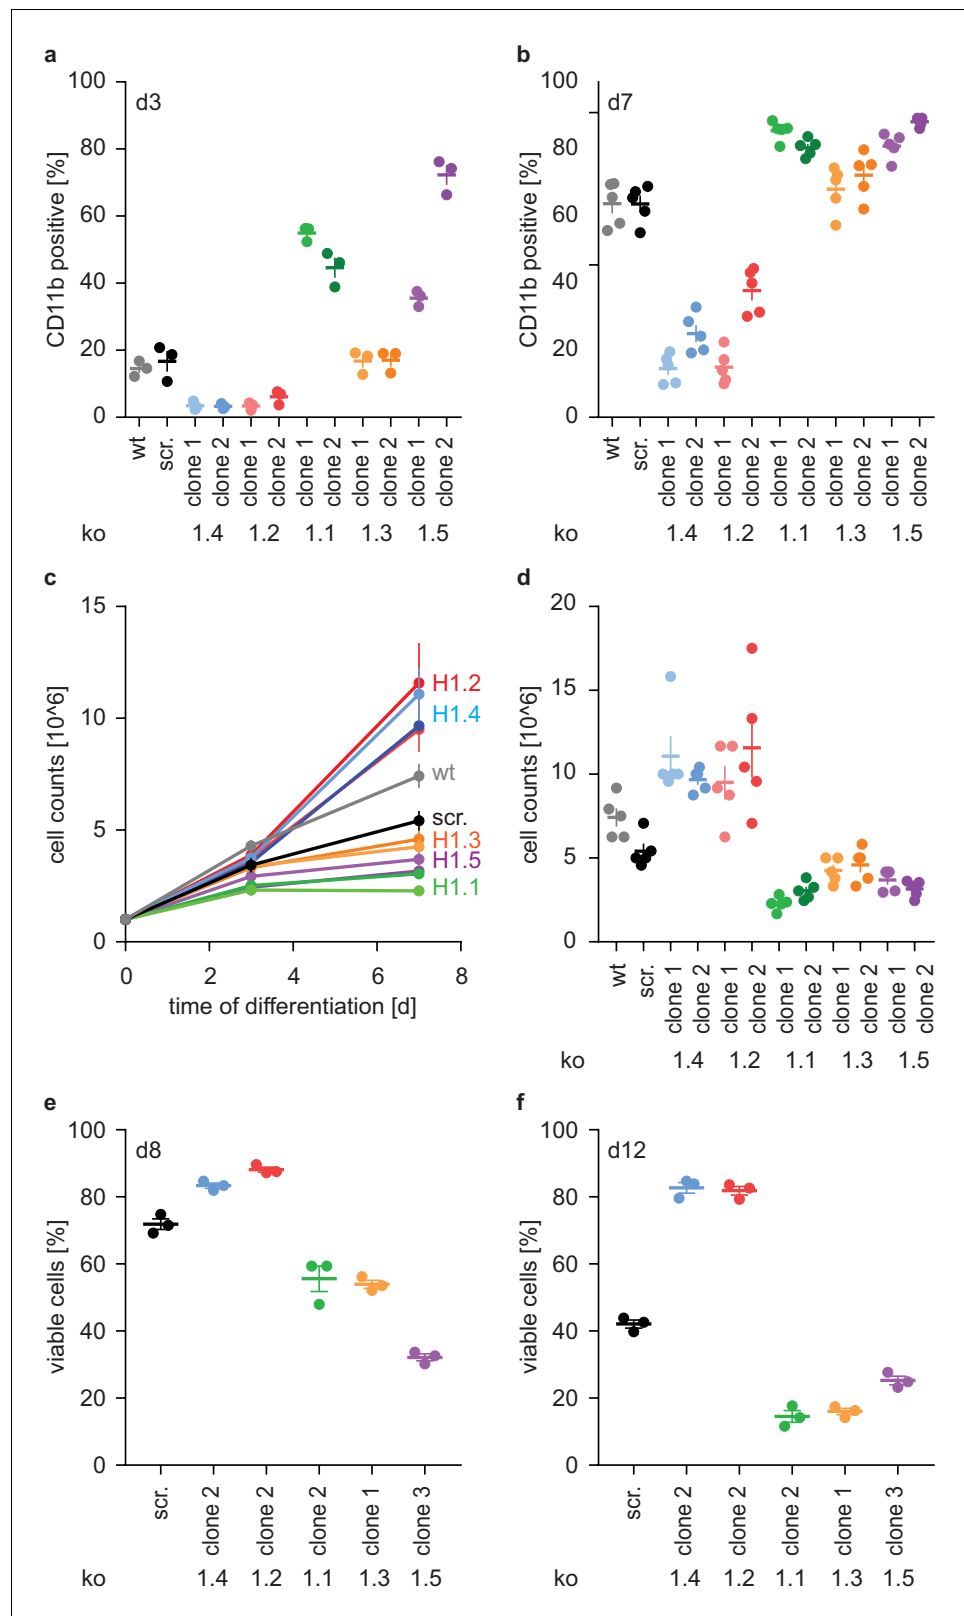 a
d3
CD11b positive [%]
100
80
60
40
20
0
wt
scr.
clone 1
clone 2
clone 1
clone 2
clone 1
clone 2
clone 1
clone 2
clone 1
clone 2
ko 1.4 1.2 1.1 1.3 1.5
b
d7
CD11b positive [%]
100
80
60
40
20
0
wt
scr.
clone 1
clone 2
clone 1
clone 2
clone 1
clone 2
clone 1
clone 2
clone 1
clone 2
ko 1.4 1.2 1.1 1.3 1.5
c
cell counts [10^6]
15
10
5
0
H1.2
H1.4
wt
scr.
H1.3
H1.5
H1.1
0 2 4 6 8
time of differentiation [d]
d
cell counts [10^6]
20
15
10
5
0
wt
scr.
clone 1
clone 2
clone 1
clone 2
clone 1
clone 2
clone 1
clone 2
clone 1
clone 2
ko 1.4 1.2 1.1 1.3 1.5
e
d8
viable cells [%]
100
80
60
40
20
0
scr.
clone 2
clone 2
clone 2
clone 1
clone 3
ko 1.4 1.2 1.1 1.3 1.5
f
d12
viable cells [%]
100
80
60
40
20
0
scr.
clone 2
clone 2
clone 2
clone 1
clone 3
ko 1.4 1.2 1.1 1.3 1.5